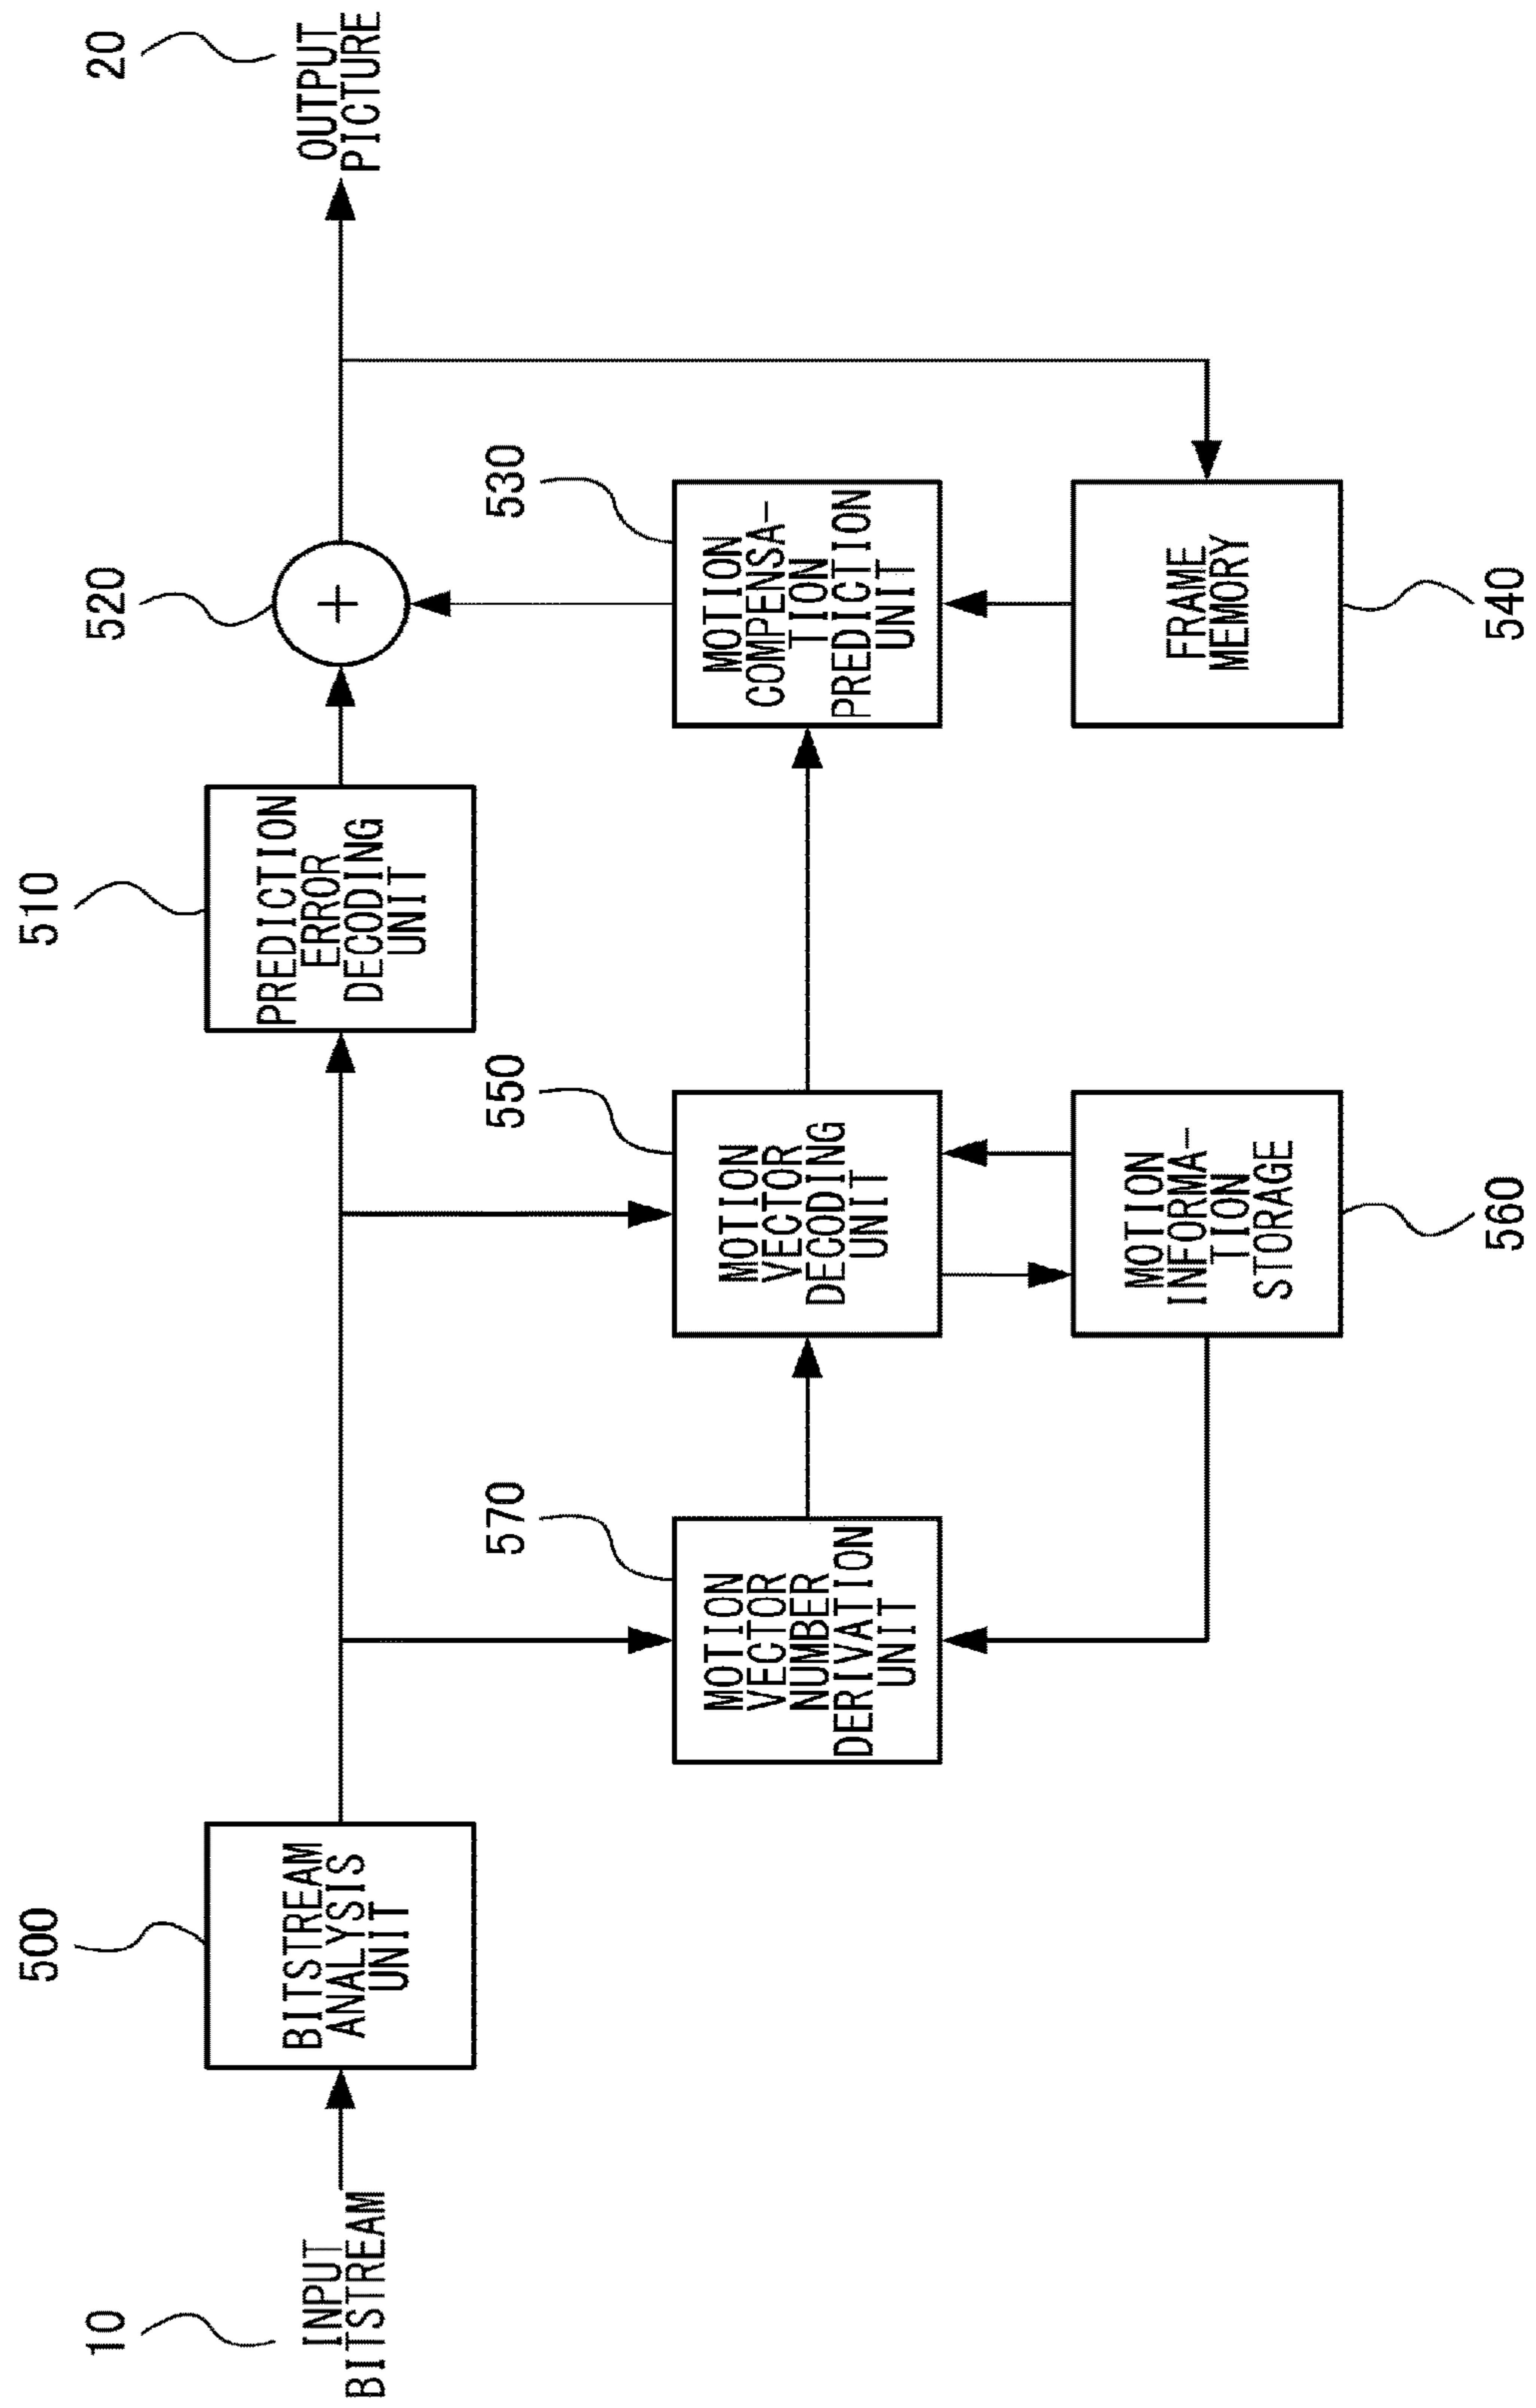 10
INPUT
BITSTREAM
500
BITSTREAM
ANALYSIS
UNIT
510
PREDICTION
ERROR
DECODING
UNIT
520
+
20
OUTPUT
PICTURE
570
MOTION
VECTOR
NUMBER
DERIVATION
UNIT
550
MOTION
VECTOR
DECODING
UNIT
530
MOTION
COMPENSA-
TION
PREDICTION
UNIT
MOTION
INFORMA-
TION
STORAGE
560
FRAME
MEMORY
540